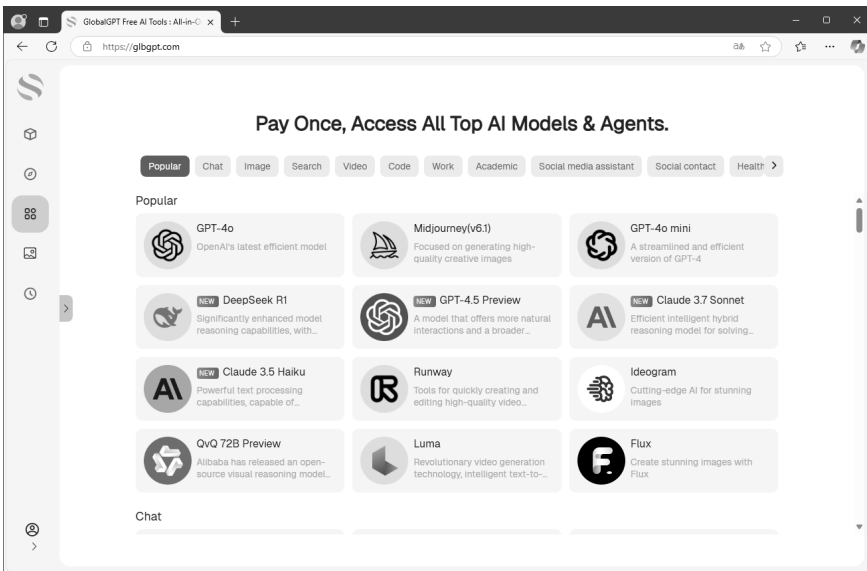 GlobalGPT Free AI Tools : All-in-O
https://glbgpt.com
Pay Once, Access All Top AI Models & Agents.
Popular Chat Image Search Video Code Work Academic Social media assistant Social contact Health
Popular
GPT-4o
OpenAI's latest efficient model
Midjourney(v6.1)
Focused on generating high-
quality creative images
GPT-4o mini
A streamlined and efficient
version of GPT-4
NEW DeepSeek R1
Significantly enhanced model
reasoning capabilities, with...
NEW GPT-4.5 Preview
A model that offers more natural
interactions and a broader...
NEW Claude 3.7 Sonnet
Efficient intelligent hybrid
reasoning model for solving...
NEW Claude 3.5 Haiku
Powerful text processing
capabilities, capable of...
Runway
Tools for quickly creating and
editing high-quality video...
Ideogram
Cutting-edge AI for stunning
images
QvQ 72B Preview
Alibaba has released an open-
source visual reasoning model...
Luma
Revolutionary video generation
technology, intelligent text-to-...
Flux
Create stunning images with
Flux
Chat